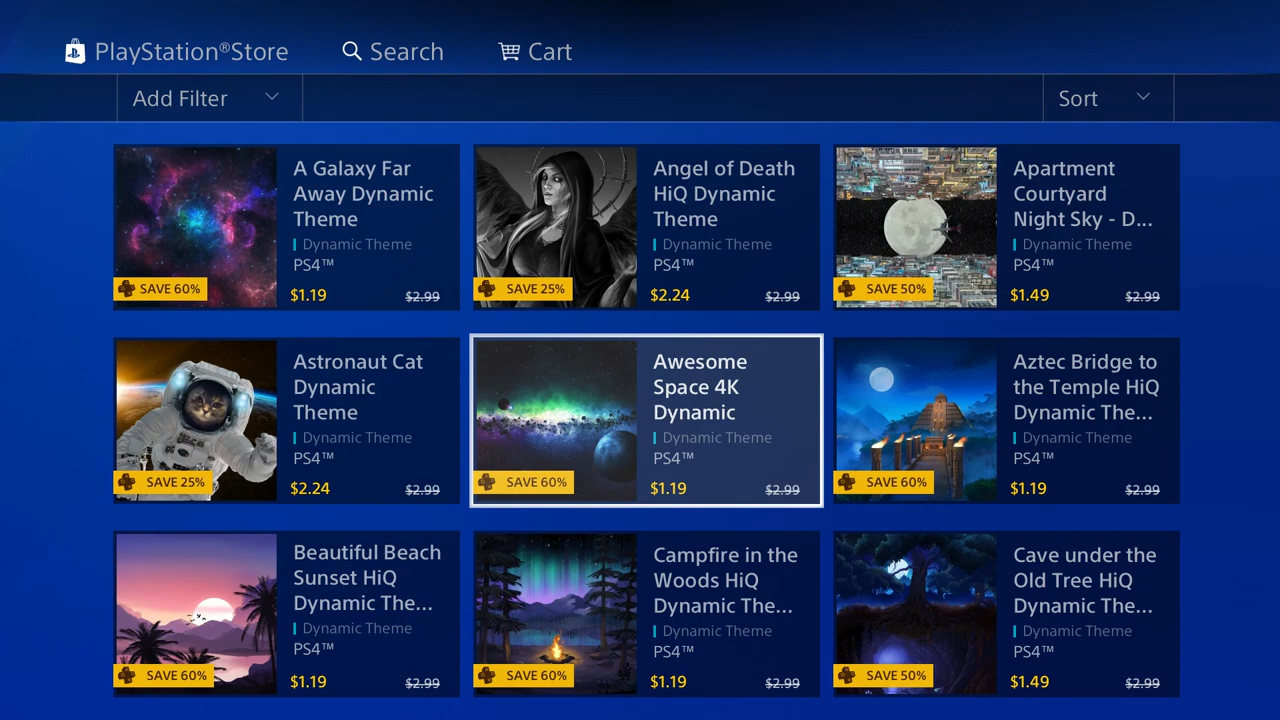 PlayStation®Store
Search
Cart
Add Filter
Sort
A Galaxy Far
Away Dynamic
Theme
Dynamic Theme
PS4™
SAVE 60%
$1.19
$2.99
Angel of Death
HiQ Dynamic
Theme
Dynamic Theme
PS4™
SAVE 25%
$2.24
$2.99
Apartment
Courtyard
Night Sky - D...
Dynamic Theme
PS4™
SAVE 50%
$1.49
$2.99
Astronaut Cat
Dynamic
Theme
Dynamic Theme
PS4™
SAVE 25%
$2.24
$2.99
Awesome
Space 4K
Dynamic
Dynamic Theme
PS4™
SAVE 60%
$1.19
$2.99
Aztec Bridge to
the Temple HiQ
Dynamic The...
Dynamic Theme
PS4™
SAVE 60%
$1.19
$2.99
Beautiful Beach
Sunset HiQ
Dynamic The...
Dynamic Theme
PS4™
SAVE 60%
$1.19
$2.99
Campfire in the
Woods HiQ
Dynamic The...
Dynamic Theme
PS4™
SAVE 60%
$1.19
$2.99
Cave under the
Old Tree HiQ
Dynamic The...
Dynamic Theme
PS4™
SAVE 50%
$1.49
$2.99